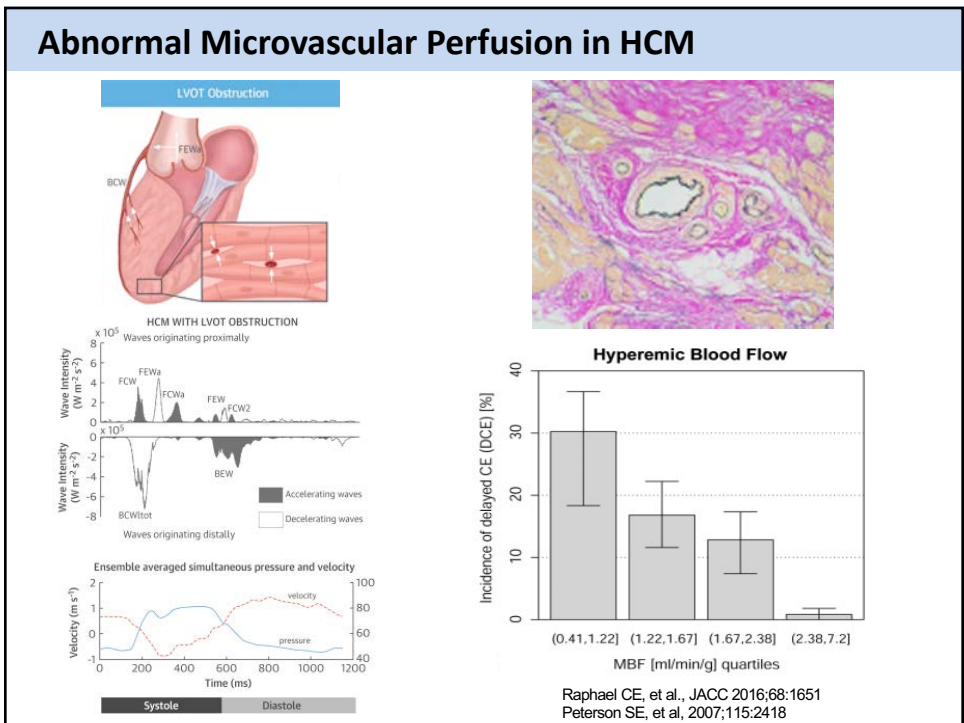 Abnormal Microvascular Perfusion in HCM
LVOT Obstruction
FEWa
BCW
HCM WITH LVOT OBSTRUCTION
x 10⁵ Waves originating proximally
Wave Intensity
(W m⁻² s⁻²)
8
6
4
2
0
FCW
FEWa
FCWa
FEW
FCW2
x 10⁵
Wave Intensity
(W m⁻² s⁻²)
0
-2
-4
-6
-8
BEW
BCWltot
Accelerating waves
Decelerating waves
Waves originating distally
Ensemble averaged simultaneous pressure and velocity
Velocity (m s⁻¹)
2
1
0
-1
velocity
pressure
100
80
60
40
0 200 400 600 800 1000 1200
Time (ms)
Systole Diastole
Hyperemic Blood Flow
Incidence of delayed CE (DCE) [%]
40
30
20
10
0
(0.41,1.22] (1.22,1.67] (1.67,2.38] (2.38,7.2]
MBF [ml/min/g] quartiles
Raphael CE, et al., JACC 2016;68:1651
Peterson SE, et al, 2007;115:2418